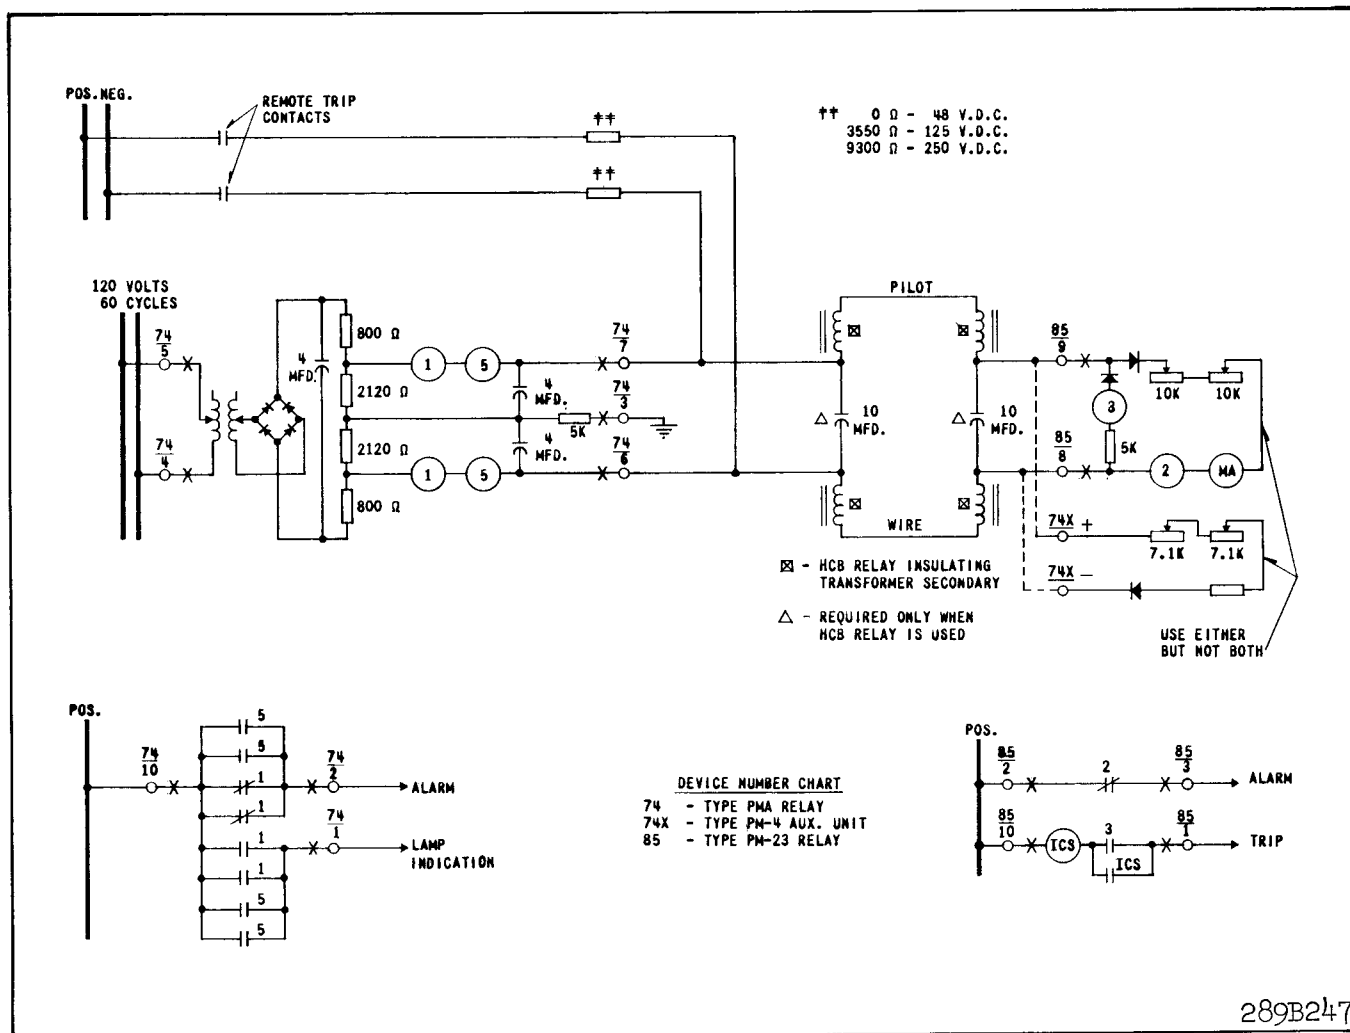 POS. NEG.
REMOTE TRIP
CONTACTS
‡‡
‡‡
‡‡ 0 Ω - 48 V.D.C.
3550 Ω - 125 V.D.C.
9300 Ω - 250 V.D.C.
120 VOLTS
60 CYCLES
74
5
74
4
4
MFD.
800 Ω
2120 Ω
2120 Ω
800 Ω
1
5
1
5
4
MFD.
4
MFD.
5K
74
7
74
3
74
6
PILOT
WIRE
△ 10
MFD.
△ 10
MFD.
85
9
85
8
3
5K
10K
10K
2
MA
74X +
74X -
7.1K
7.1K
⊠ - HCB RELAY INSULATING
TRANSFORMER SECONDARY
△ - REQUIRED ONLY WHEN
HCB RELAY IS USED
USE EITHER
BUT NOT BOTH
POS.
74
10
5
5
1
1
1
1
5
5
74
2
ALARM
74
1
LAMP
INDICATION
DEVICE NUMBER CHART
74 - TYPE PMA RELAY
74X - TYPE PM-4 AUX. UNIT
85 - TYPE PM-23 RELAY
POS.
85
2
2
85
3
ALARM
85
10
ICS
3
ICS
85
1
TRIP
289B247